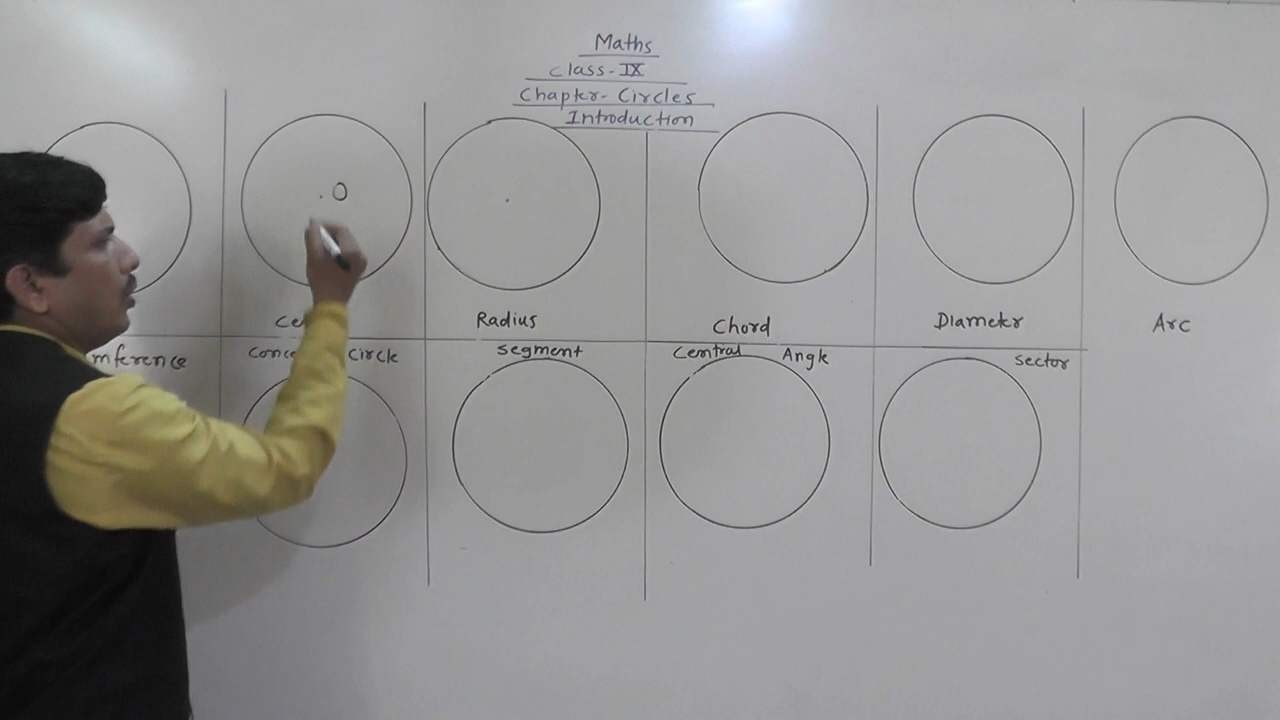 Maths
Class-IX
Chapter-Circles
Introduction
O
Radius
Chord
Diameter
Arc
Circle
Segment
Central Angle
Sector